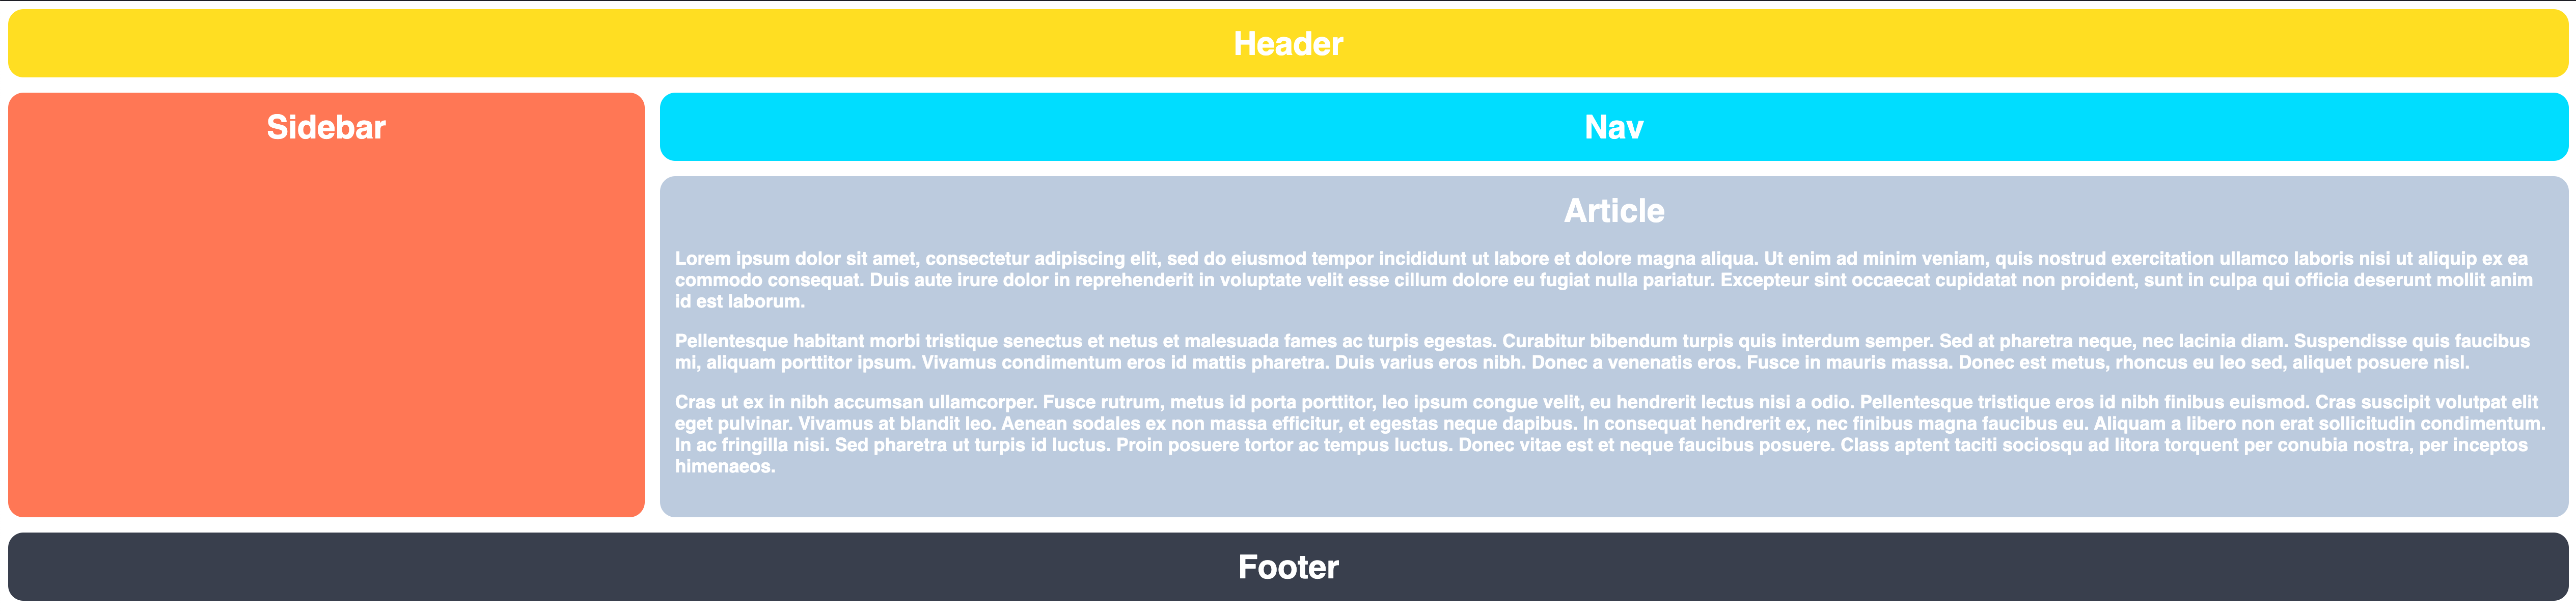 Header
Sidebar
Nav
Article
Lorem ipsum dolor sit amet, consectetur adipiscing elit, sed do eiusmod tempor incididunt ut labore et dolore magna aliqua. Ut enim ad minim veniam, quis nostrud exercitation ullamco laboris nisi ut aliquip ex ea
commodo consequat. Duis aute irure dolor in reprehenderit in voluptate velit esse cillum dolore eu fugiat nulla pariatur. Excepteur sint occaecat cupidatat non proident, sunt in culpa qui officia deserunt mollit anim
id est laborum.
Pellentesque habitant morbi tristique senectus et netus et malesuada fames ac turpis egestas. Curabitur bibendum turpis quis interdum semper. Sed at pharetra neque, nec lacinia diam. Suspendisse quis faucibus
mi, aliquam porttitor ipsum. Vivamus condimentum eros id mattis pharetra. Duis varius eros nibh. Donec a venenatis eros. Fusce in mauris massa. Donec est metus, rhoncus eu leo sed, aliquet posuere nisl.
Cras ut ex in nibh accumsan ullamcorper. Fusce rutrum, metus id porta porttitor, leo ipsum congue velit, eu hendrerit lectus nisi a odio. Pellentesque tristique eros id nibh finibus euismod. Cras suscipit volutpat elit
eget pulvinar. Vivamus at blandit leo. Aenean sodales ex non massa efficitur, et egestas neque dapibus. In consequat hendrerit ex, nec finibus magna faucibus eu. Aliquam a libero non erat sollicitudin condimentum.
In ac fringilla nisi. Sed pharetra ut turpis id luctus. Proin posuere tortor ac tempus luctus. Donec vitae est et neque faucibus posuere. Class aptent taciti sociosqu ad litora torquent per conubia nostra, per inceptos
himenaeos.
Footer